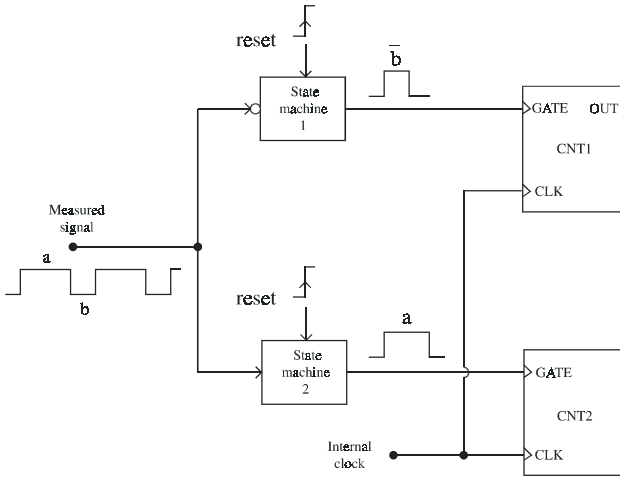 reset
b̅
State
machine
1
GATE OUT
CNT1
CLK
Measured
signal
a
b
reset
a
State
machine
2
GATE
CNT2
Internal
clock
CLK